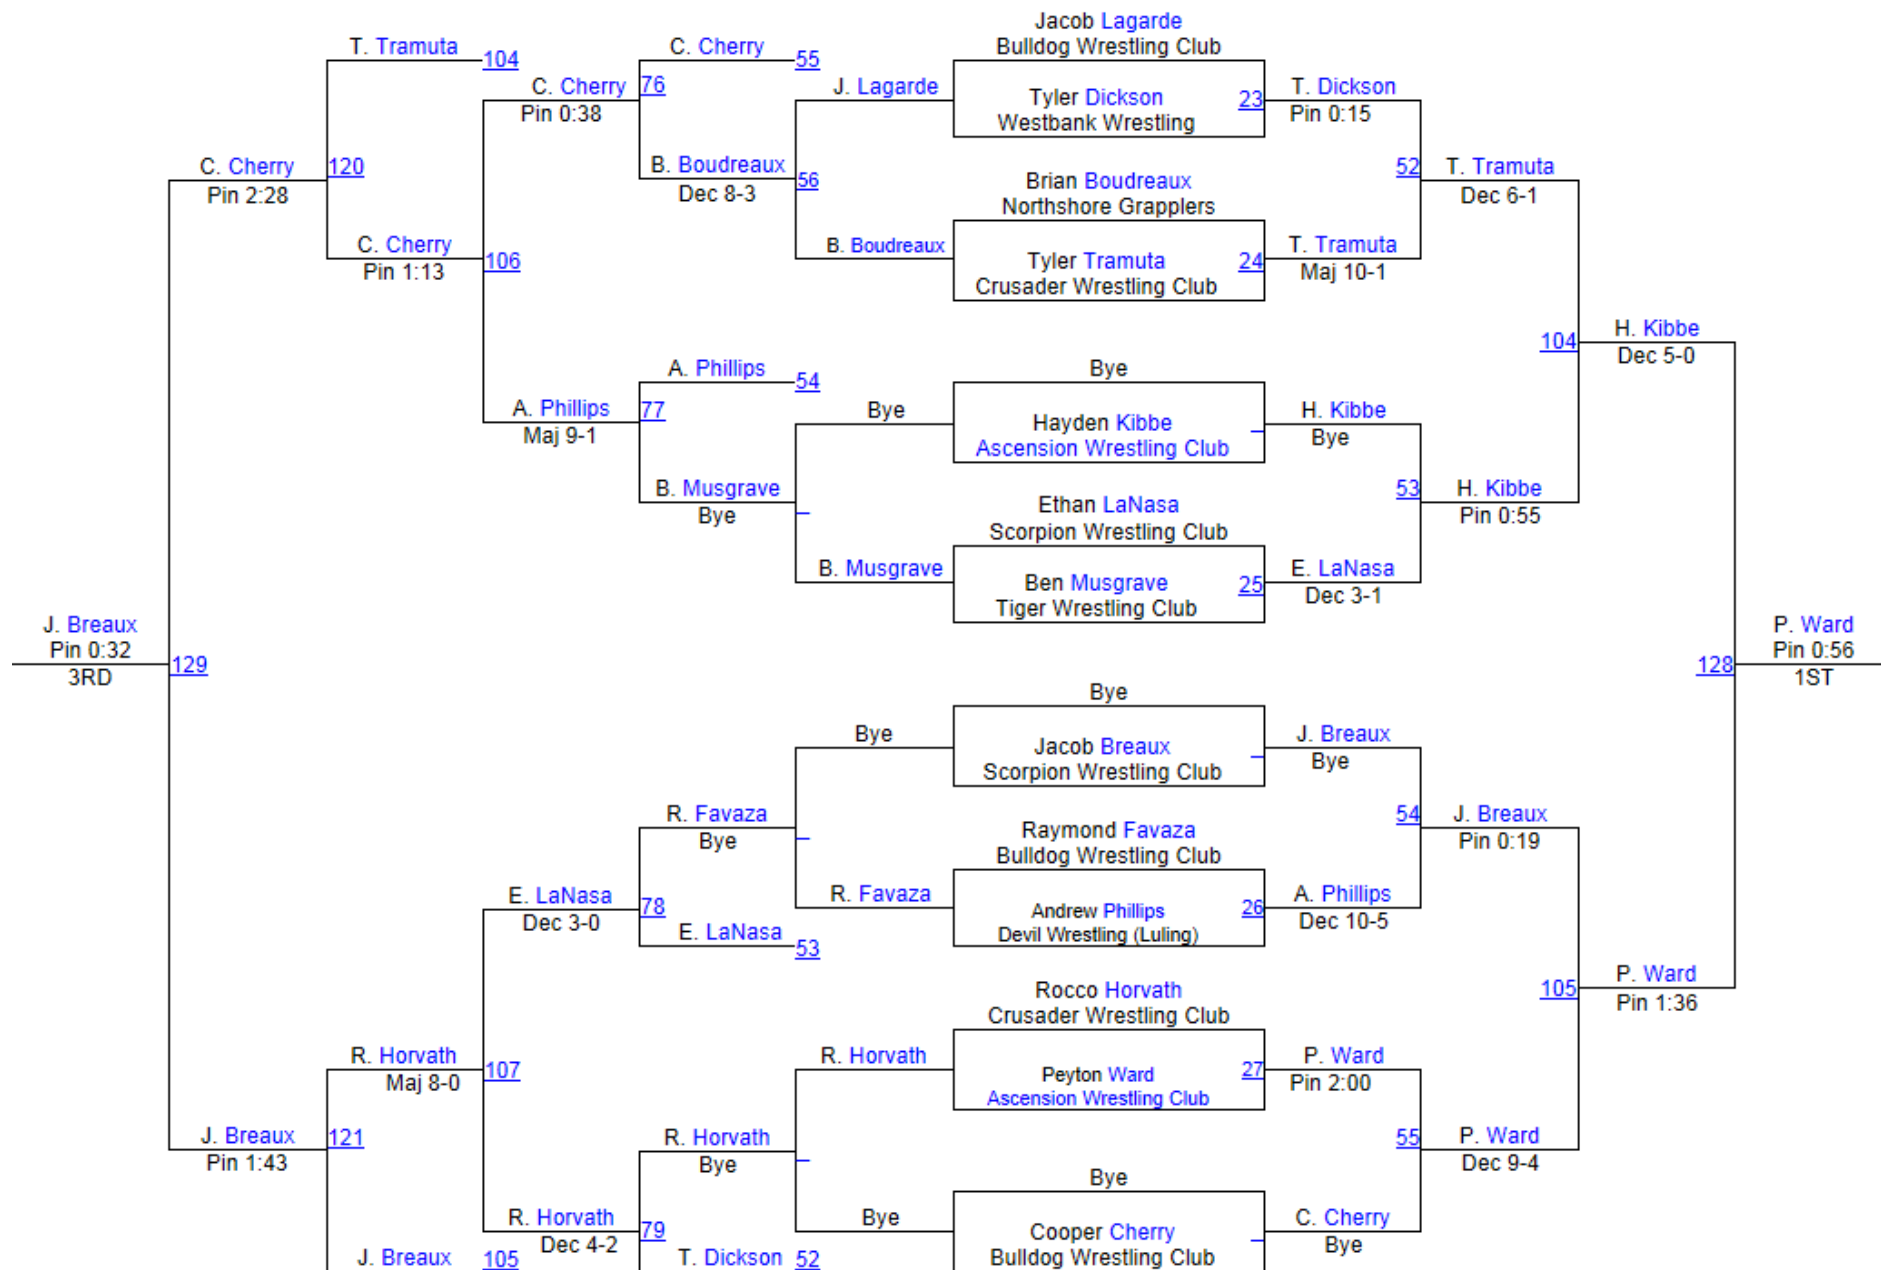 Jacob Lagarde
T. Tramuta
C. Cherry
Bulldog Wrestling Club
104
55
C. Cherry
76
J. Lagarde
Tyler Dickson
23
T. Dickson
Pin 0:38
Westbank Wrestling
Pin 0:15
C. Cherry
120
B. Boudreaux
56
Brian Boudreaux
52
T. Tramuta
Pin 2:28
Dec 8-3
Northshore Grapplers
Dec 6-1
C. Cherry
106
B. Boudreaux
Tyler Tramuta
24
T. Tramuta
Pin 1:13
Crusader Wrestling Club
Maj 10-1
104
H. Kibbe
Dec 5-0
A. Phillips
54
Bye
A. Phillips
77
Bye
Hayden Kibbe
H. Kibbe
Maj 9-1
Ascension Wrestling Club
Bye
B. Musgrave
Ethan LaNasa
53
H. Kibbe
Bye
Scorpion Wrestling Club
Pin 0:55
B. Musgrave
Ben Musgrave
25
E. LaNasa
Tiger Wrestling Club
Dec 3-1
J. Breaux
P. Ward
Pin 0:32
129
128
Pin 0:56
3RD
1ST
Bye
Bye
Jacob Breaux
J. Breaux
Scorpion Wrestling Club
Bye
R. Favaza
Raymond Favaza
54
J. Breaux
Bye
Bulldog Wrestling Club
Pin 0:19
E. LaNasa
78
R. Favaza
Andrew Phillips
26
A. Phillips
Dec 3-0
E. LaNasa
53
Devil Wrestling (Luling)
Dec 10-5
Rocco Horvath
105
P. Ward
Crusader Wrestling Club
Pin 1:36
R. Horvath
107
R. Horvath
Peyton Ward
27
P. Ward
Maj 8-0
Ascension Wrestling Club
Pin 2:00
J. Breaux
121
R. Horvath
55
P. Ward
Pin 1:43
Bye
Bye
Dec 9-4
R. Horvath
79
Bye
Cooper Cherry
C. Cherry
Dec 4-2
Bulldog Wrestling Club
Bye
J. Breaux
105
T. Dickson
52